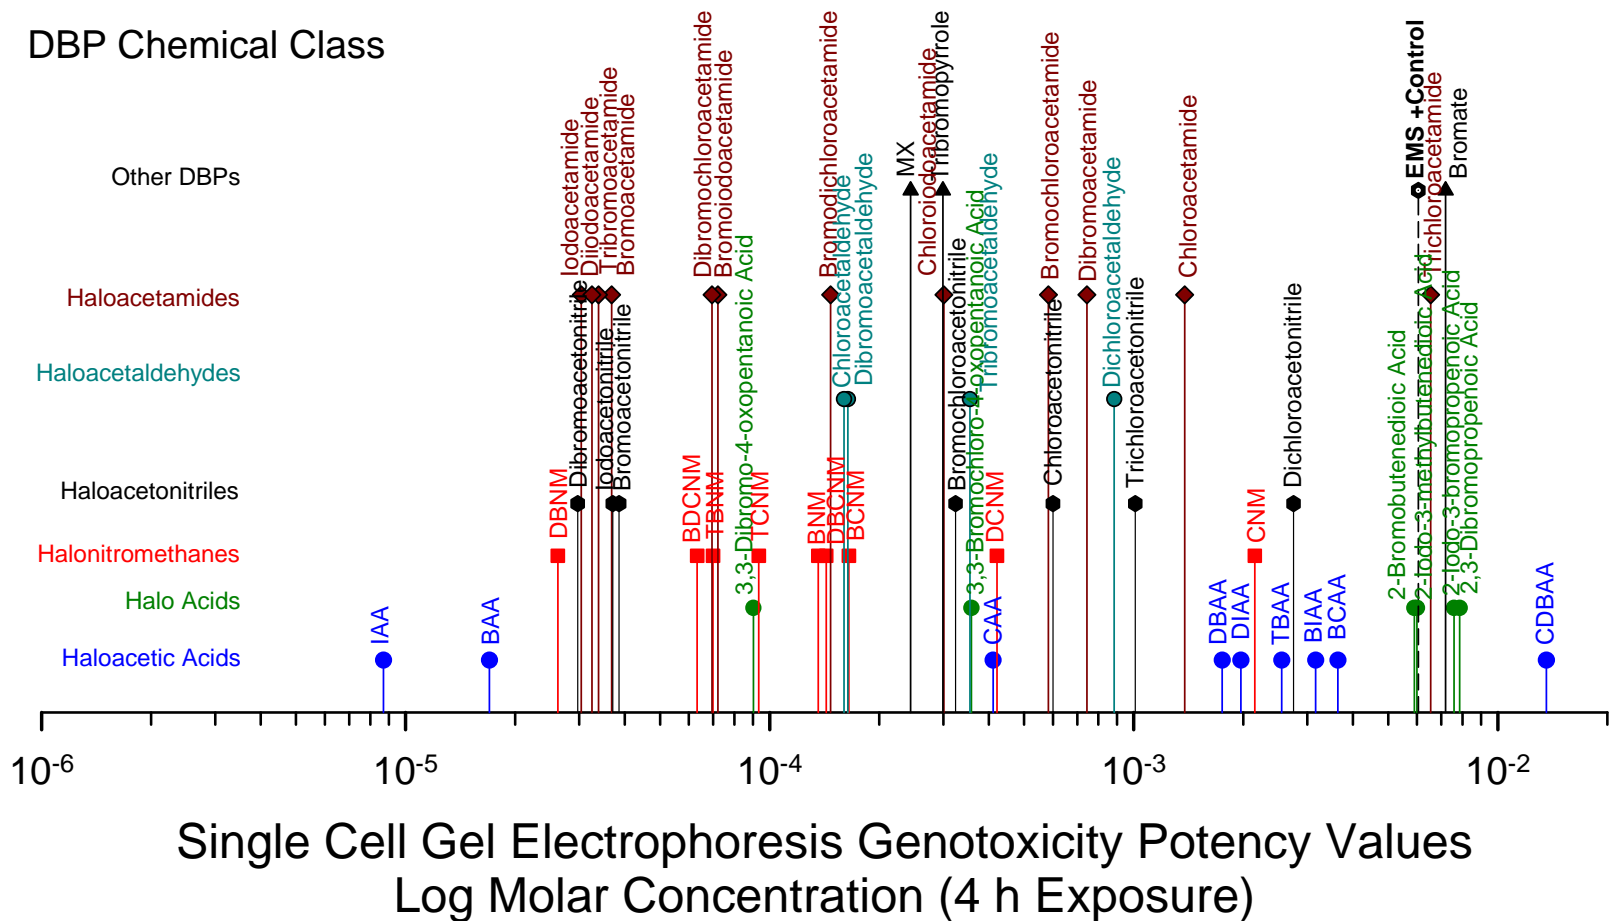 DBP Chemical Class
Other DBPs
MX
Tribromopyrrole
EMS +Control
Bromate
Haloacetamides
Iodoacetamide
Diiodoacetamide
Tribromoacetamide
Bromoacetamide
Dibromochloroacetamide
Bromoiodoacetamide
Bromodichloroacetamide
Chloroiodoacetamide
Bromochloroacetamide
Dibromoacetamide
Chloroacetamide
Trichloroacetamide
Haloacetaldehydes
Chloroacetaldehyde
Dibromoacetaldehyde
Tribromoacetaldehyde
Dichloroacetaldehyde
Haloacetonitriles
Dibromoacetonitrile
Iodoacetonitrile
Bromoacetonitrile
Bromochloroacetonitrile
Chloroacetonitrile
Trichloroacetonitrile
Dichloroacetonitrile
Halonitromethanes
DBNM
BDCNM
TBNM
TCNM
BNM
DBCNM
BCNM
DCNM
CNM
Halo Acids
3,3-Dibromo-4-oxopentanoic Acid
3,3-Bromochloro-4-oxopentanoic Acid
2-Bromobutenedioic Acid
2-Iodo-3-methylbutenedioic Acid
2-Iodo-3-bromopropenoic Acid
2,3-Dibromopropenoic Acid
Haloacetic Acids
IAA
BAA
CAA
DBAA
DIAA
TBAA
BIAA
BCAA
CDBAA
10-6 10-5 10-4 10-3 10-2
Single Cell Gel Electrophoresis Genotoxicity Potency Values
Log Molar Concentration (4 h Exposure)